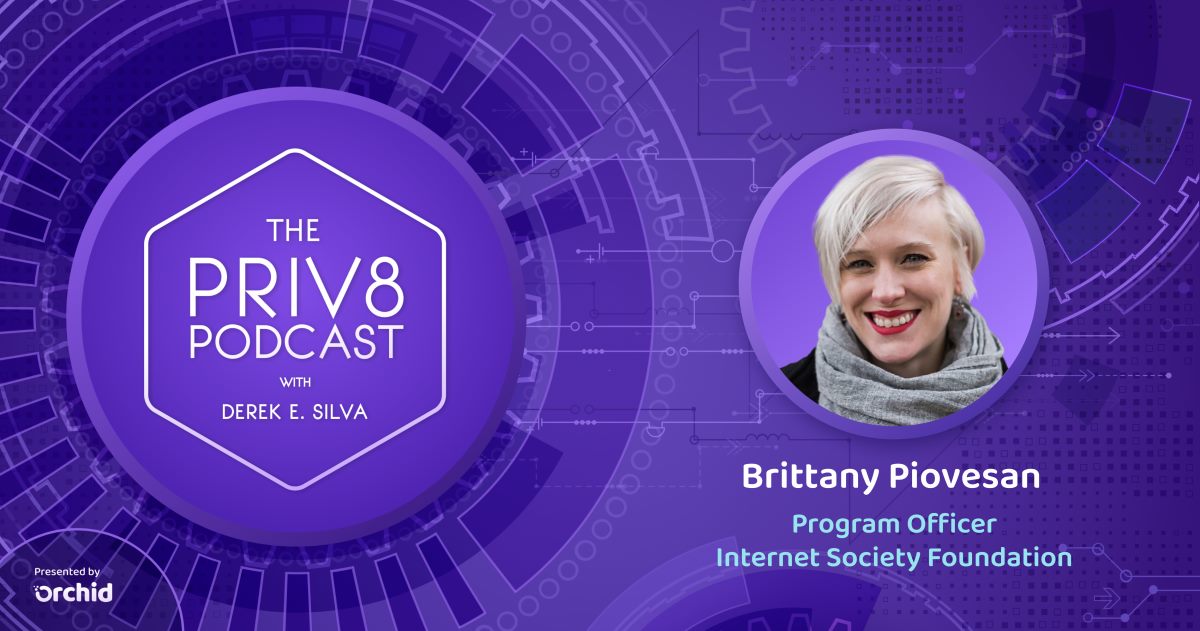 THE
PRIV8
PODCAST
WITH
DEREK E. SILVA
Brittany Piovesan
Program Officer
Internet Society Foundation
Presented by
Orchid